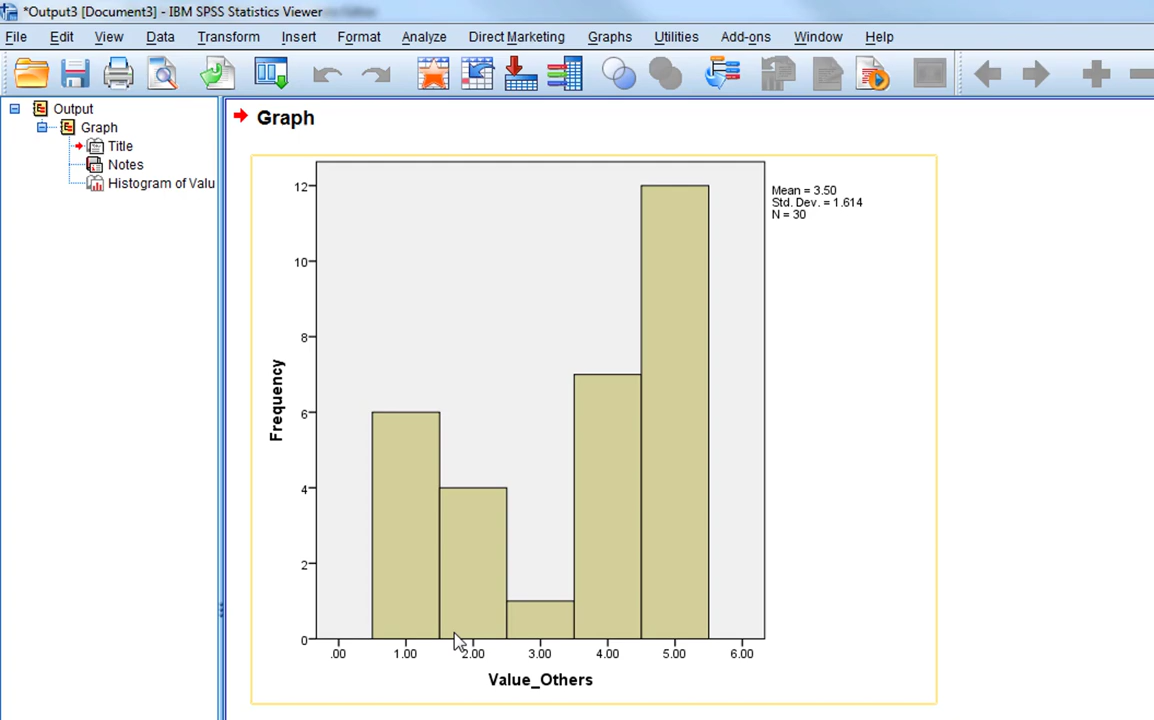 *Output3 [Document3] - IBM SPSS Statistics Viewer
File Edit View Data Transform Insert Format Analyze Direct Marketing Graphs Utilities Add-ons Window Help
Output
Graph
Title
Notes
Histogram of Valu
Graph
Mean = 3.50
Std. Dev. = 1.614
N = 30
12
10
8
6
4
2
0
Frequency
.00 1.00 2.00 3.00 4.00 5.00 6.00
Value_Others